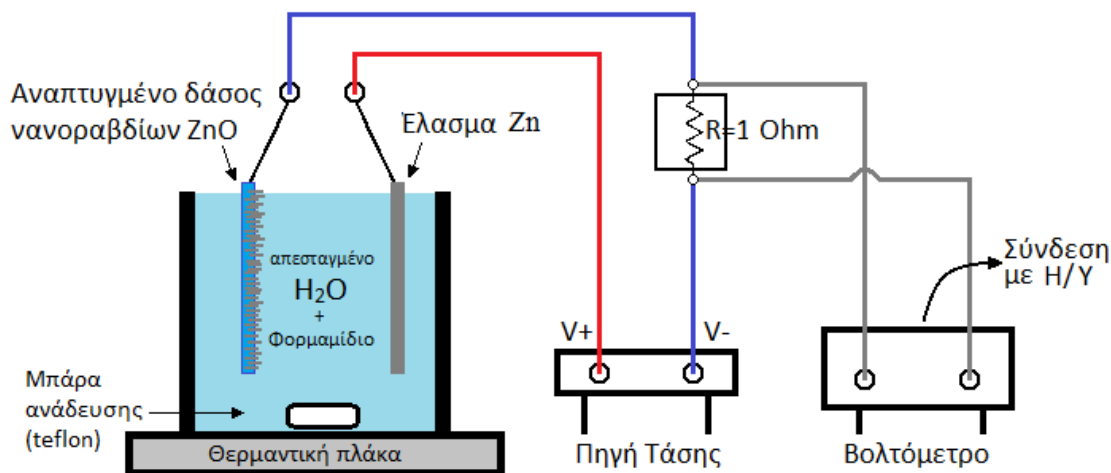 Αναπτυγμένο δάσος
νανοραβδίων ZnO
Έλασμα Zn
R=1 Ohm
απεσταγμένο
H₂O
+
Φορμαμίδιο
Σύνδεση
με Η/Υ
V+
V-
Μπάρα
ανάδευσης
(teflon)
Θερμαντική πλάκα
Πηγή Τάσης
Βολτόμετρο